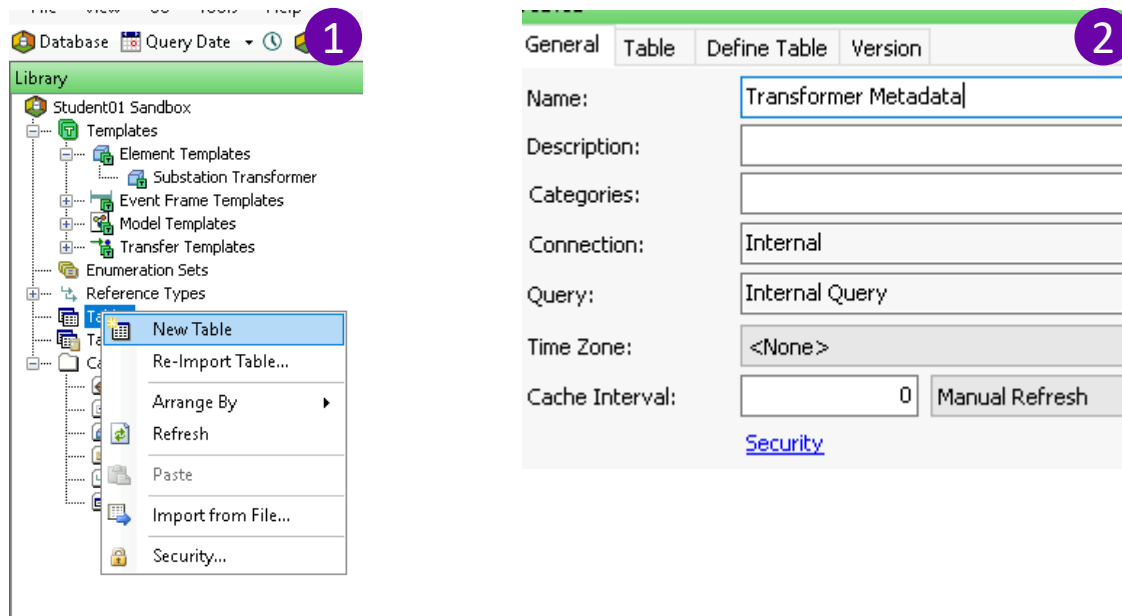 1
Database Query Date
Library
Student01 Sandbox
Templates
Element Templates
Substation Transformer
Event Frame Templates
Model Templates
Transfer Templates
Enumeration Sets
Reference Types
New Table
Re-Import Table...
Arrange By
Refresh
Paste
Import from File...
Security...
2
General Table Define Table Version
Name: Transformer Metadata
Description:
Categories:
Connection: Internal
Query: Internal Query
Time Zone: <None>
Cache Interval: 0 Manual Refresh
Security